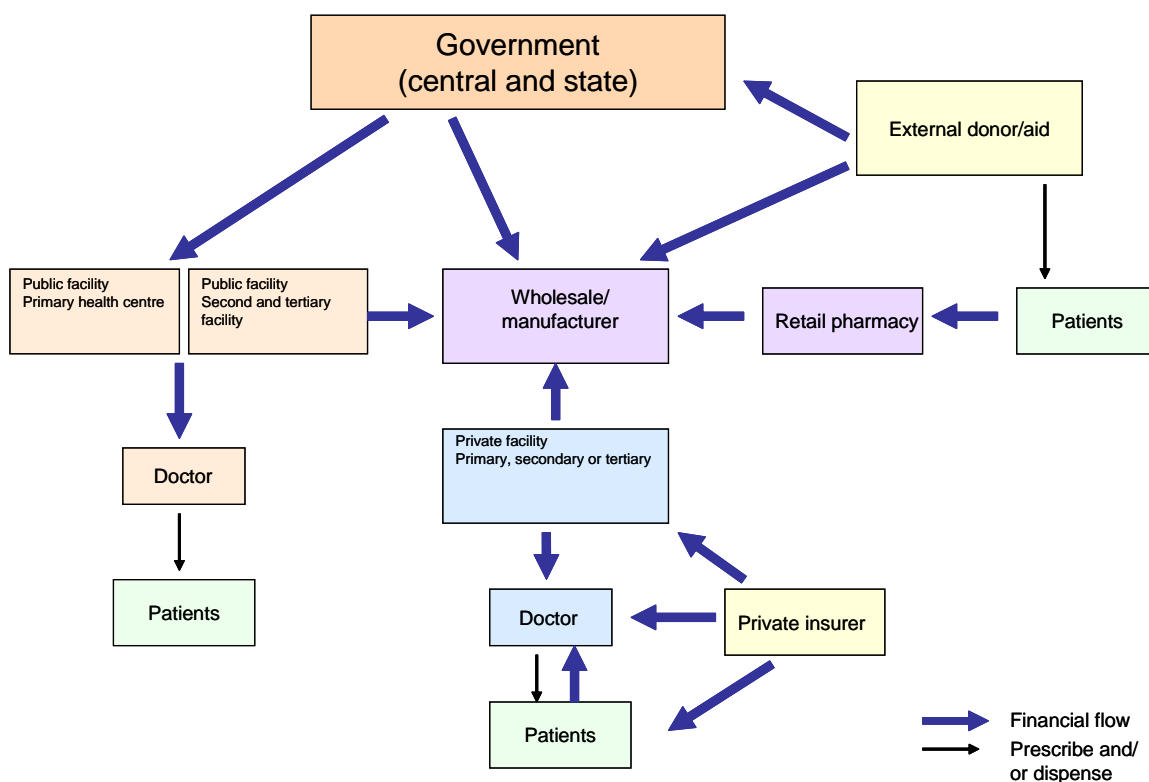 Government
(central and state)
External donor/aid
Public facility
Primary health centre
Public facility
Second and tertiary
facility
Wholesale/
manufacturer
Retail pharmacy
Patients
Private facility
Primary, secondary or tertiary
Doctor
Patients
Doctor
Private insurer
Patients
Financial flow
Prescribe and/
or dispense